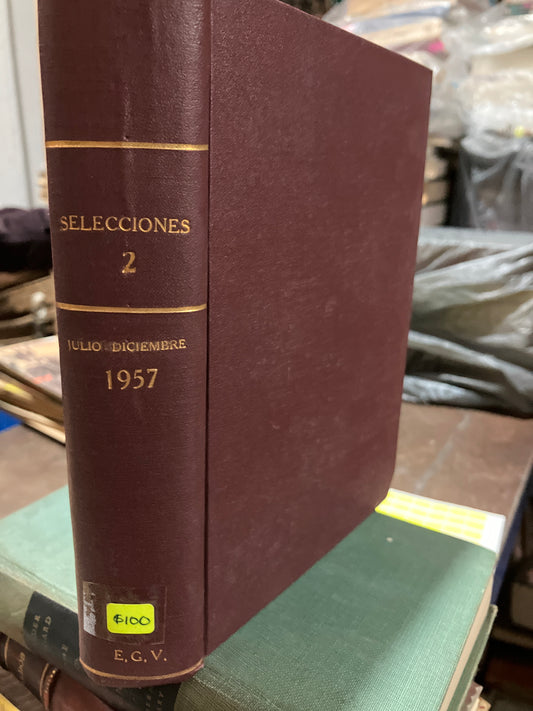 SELECCIONES
2
JULIO DICIEMBRE
1957
$100
E. G. V.